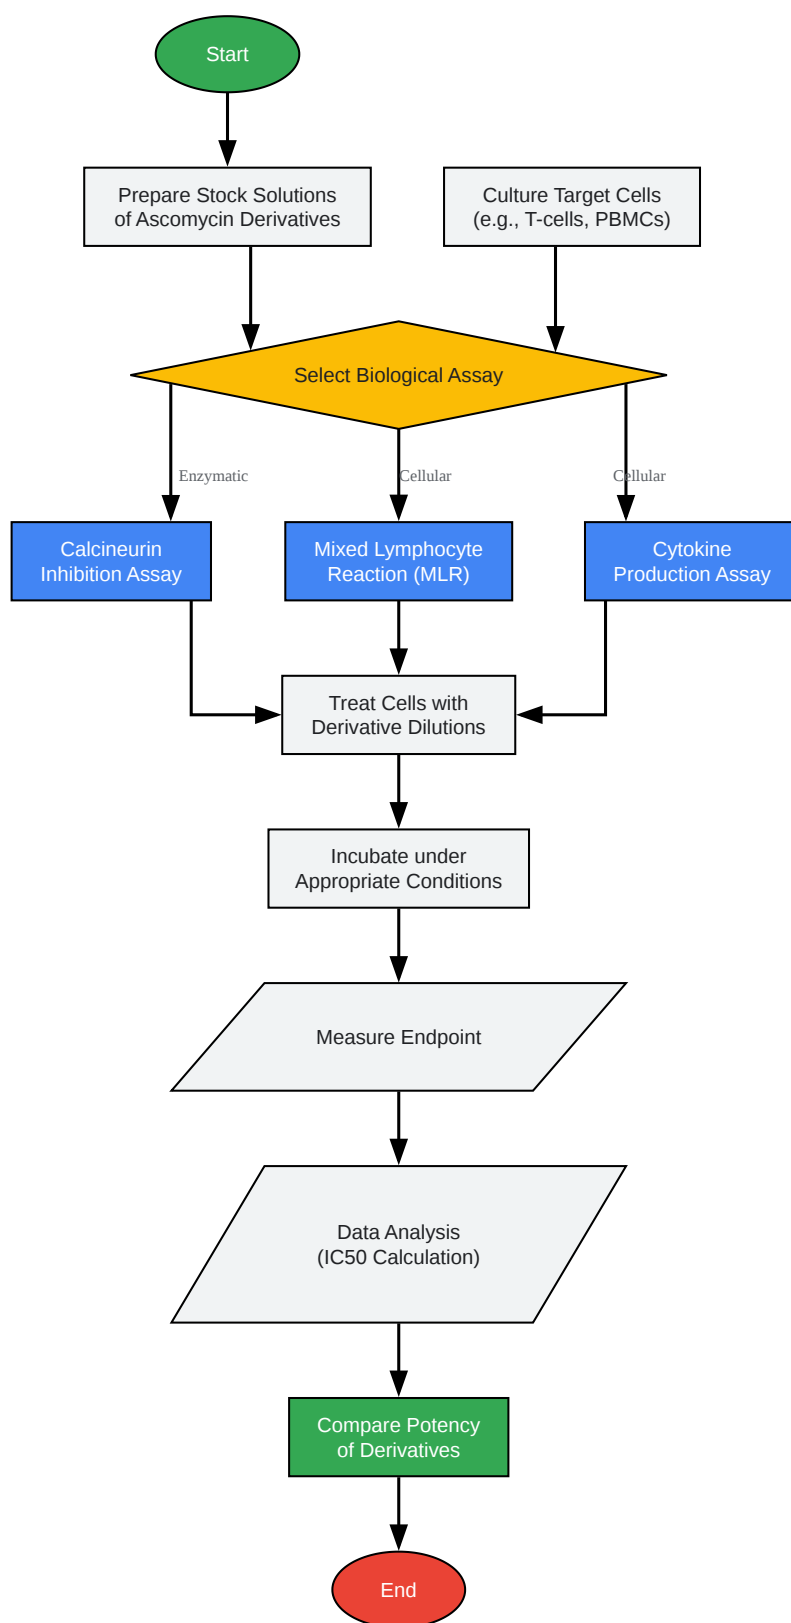 Start
Prepare Stock Solutions
of Ascomycin Derivatives
Culture Target Cells
(e.g., T-cells, PBMCs)
Select Biological Assay
Enzymatic
Cellular
Cellular
Calcineurin
Inhibition Assay
Mixed Lymphocyte
Reaction (MLR)
Cytokine
Production Assay
Treat Cells with
Derivative Dilutions
Incubate under
Appropriate Conditions
Measure Endpoint
Data Analysis
(IC50 Calculation)
Compare Potency
of Derivatives
End